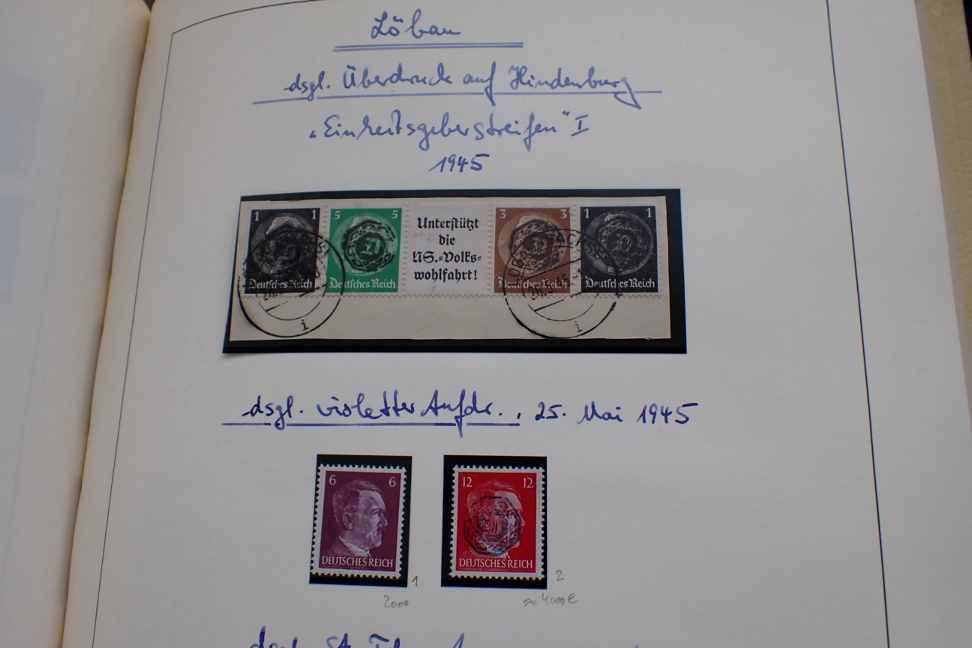 Löbau
dsgl. Überdruck auf Hindenburg
„Einheitsgeberstreifen" I
1945
1 1
Deutsches Reich
5 5
Deutsches Reich
Unterstützt
die
NS.-Volks-
wohlfahrt!
3 3
Deutsches Reich
1 1
Deutsches Reich
i
i
dsgl. violetter Aufdr., 25. Mai 1945
6 6
DEUTSCHES REICH
1
12 12
DEUTSCHES REICH
2
4000 €